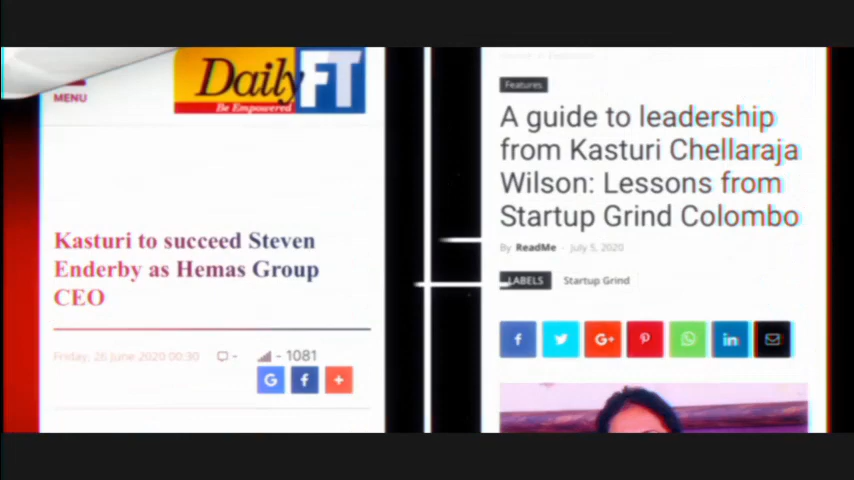 Daily FT
Be Empowered
MENU
Kasturi to succeed Steven
Enderby as Hemas Group
CEO
Friday, 26 June 2020 00:30
- 
- 1081
G f +
Features
A guide to leadership
from Kasturi Chellaraja
Wilson: Lessons from
Startup Grind Colombo
By ReadMe - July 5, 2020
LABELS Startup Grind
f G+ in